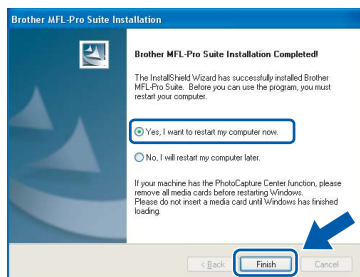 Brother MFL-Pro Suite Installation
Brother MFL-Pro Suite Installation Completed!
The InstallShield Wizard has successfully installed Brother
MFL-Pro Suite. Before you can use the program, you must
restart your computer.
Yes, I want to restart my computer now.
No, I will restart my computer later.
If your machine has the PhotoCapture Center function, please
remove all media cards before restarting Windows.
Please do not insert a media card until Windows has finished
loading.
< Back Finish Cancel